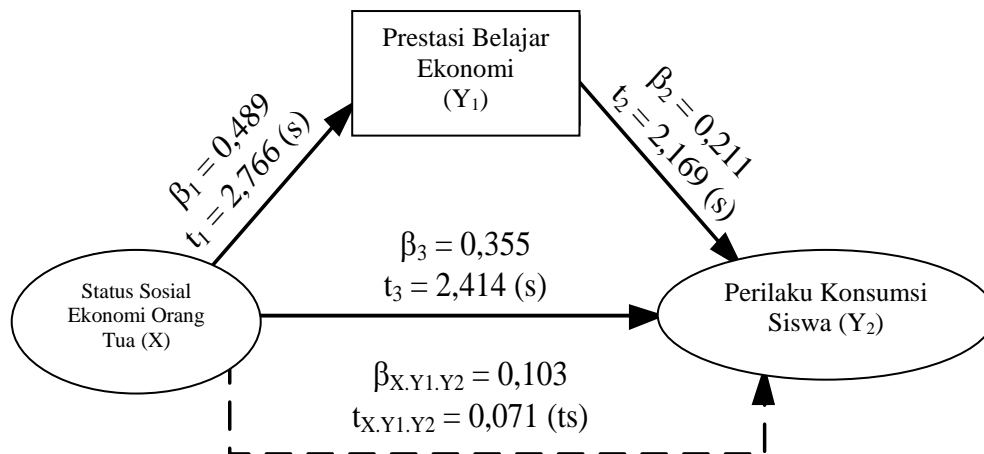 Prestasi Belajar
Ekonomi
(Y₁)
β₁ = 0,489
t₁ = 2,766 (s)
β₂ = 0,211
t₂ = 2,169 (s)
β₃ = 0,355
t₃ = 2,414 (s)
Status Sosial
Ekonomi Orang
Tua (X)
Perilaku Konsumsi
Siswa (Y₂)
βX.Y1.Y2 = 0,103
tX.Y1.Y2 = 0,071 (ts)